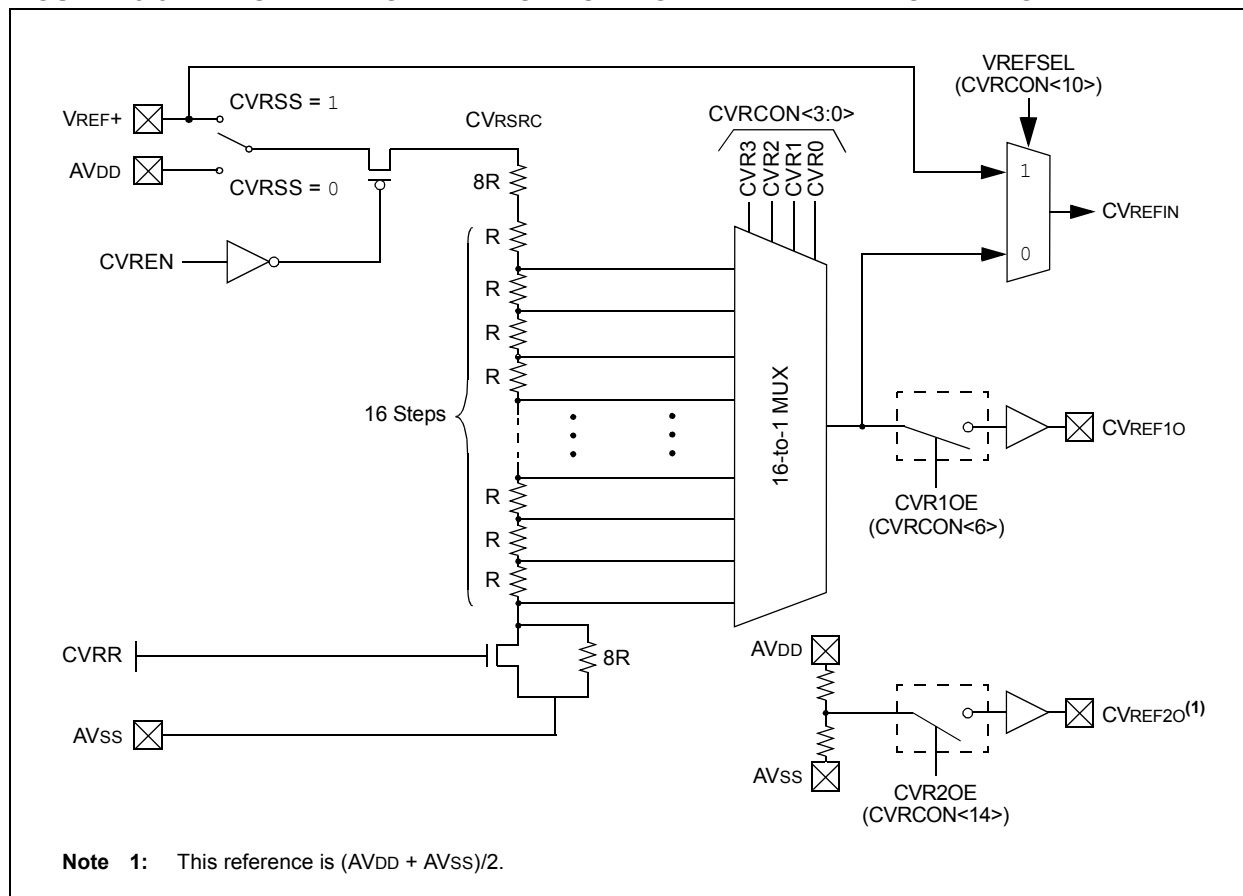 VREFSEL
(CVRCON<10>)
CVRSS = 1
VREF+
CVRSRC
CVRCON<3:0>
CVR3
CVR2
CVR1
CVR0
AVDD
CVRSS = 0
8R
1
CVREFIN
0
CVREN
R
R
R
R
16 Steps
16-to-1 MUX
CVREF1O
R
R
R
CVR1OE
(CVRCON<6>)
CVRR
8R
AVDD
AVSS
CVREF2O(1)
AVSS
CVR2OE
(CVRCON<14>)
Note 1: This reference is (AVDD + AVSS)/2.